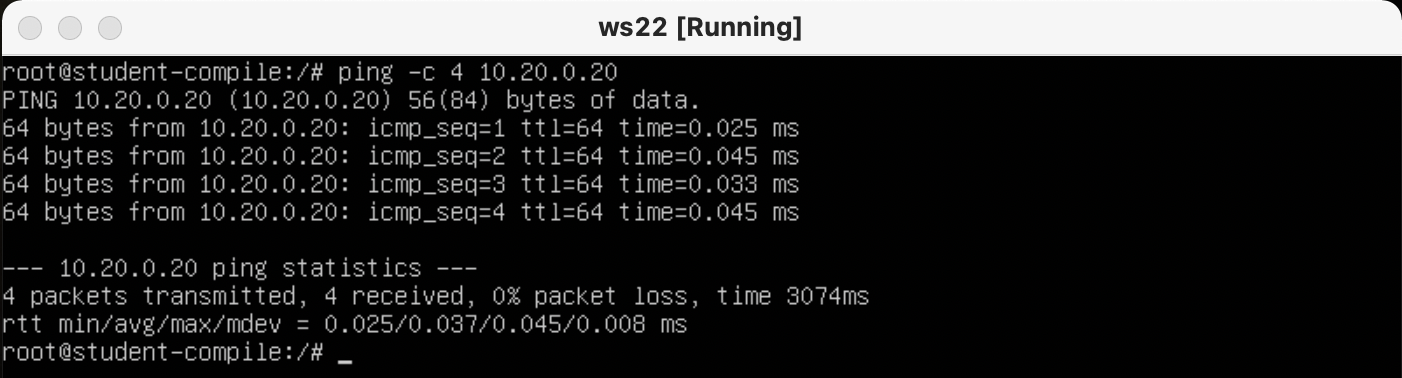 ws22 [Running]
root@student-compile:/# ping -c 4 10.20.0.20
PING 10.20.0.20 (10.20.0.20) 56(84) bytes of data.
64 bytes from 10.20.0.20: icmp_seq=1 ttl=64 time=0.025 ms
64 bytes from 10.20.0.20: icmp_seq=2 ttl=64 time=0.045 ms
64 bytes from 10.20.0.20: icmp_seq=3 ttl=64 time=0.033 ms
64 bytes from 10.20.0.20: icmp_seq=4 ttl=64 time=0.045 ms
--- 10.20.0.20 ping statistics ---
4 packets transmitted, 4 received, 0% packet loss, time 3074ms
rtt min/avg/max/mdev = 0.025/0.037/0.045/0.008 ms
root@student-compile:/# _